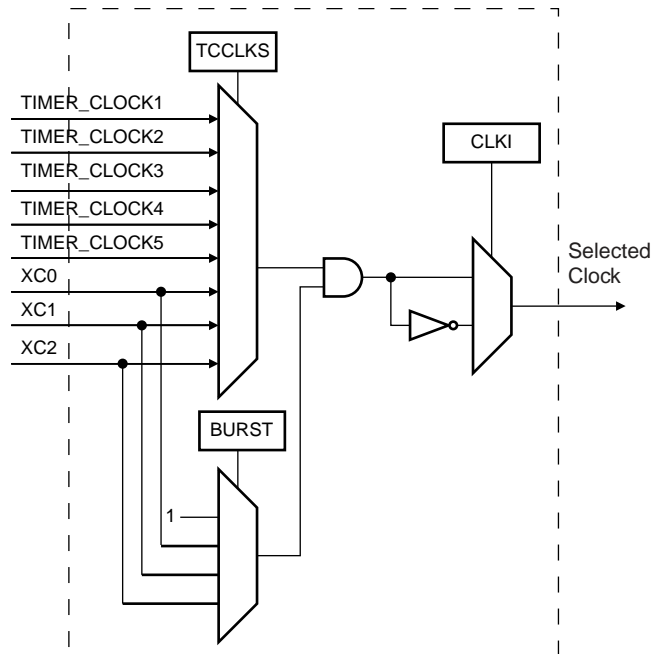 TCCLKS
TIMER_CLOCK1
TIMER_CLOCK2
TIMER_CLOCK3
TIMER_CLOCK4
TIMER_CLOCK5
XC0
XC1
XC2
CLKI
Selected
Clock
BURST
1